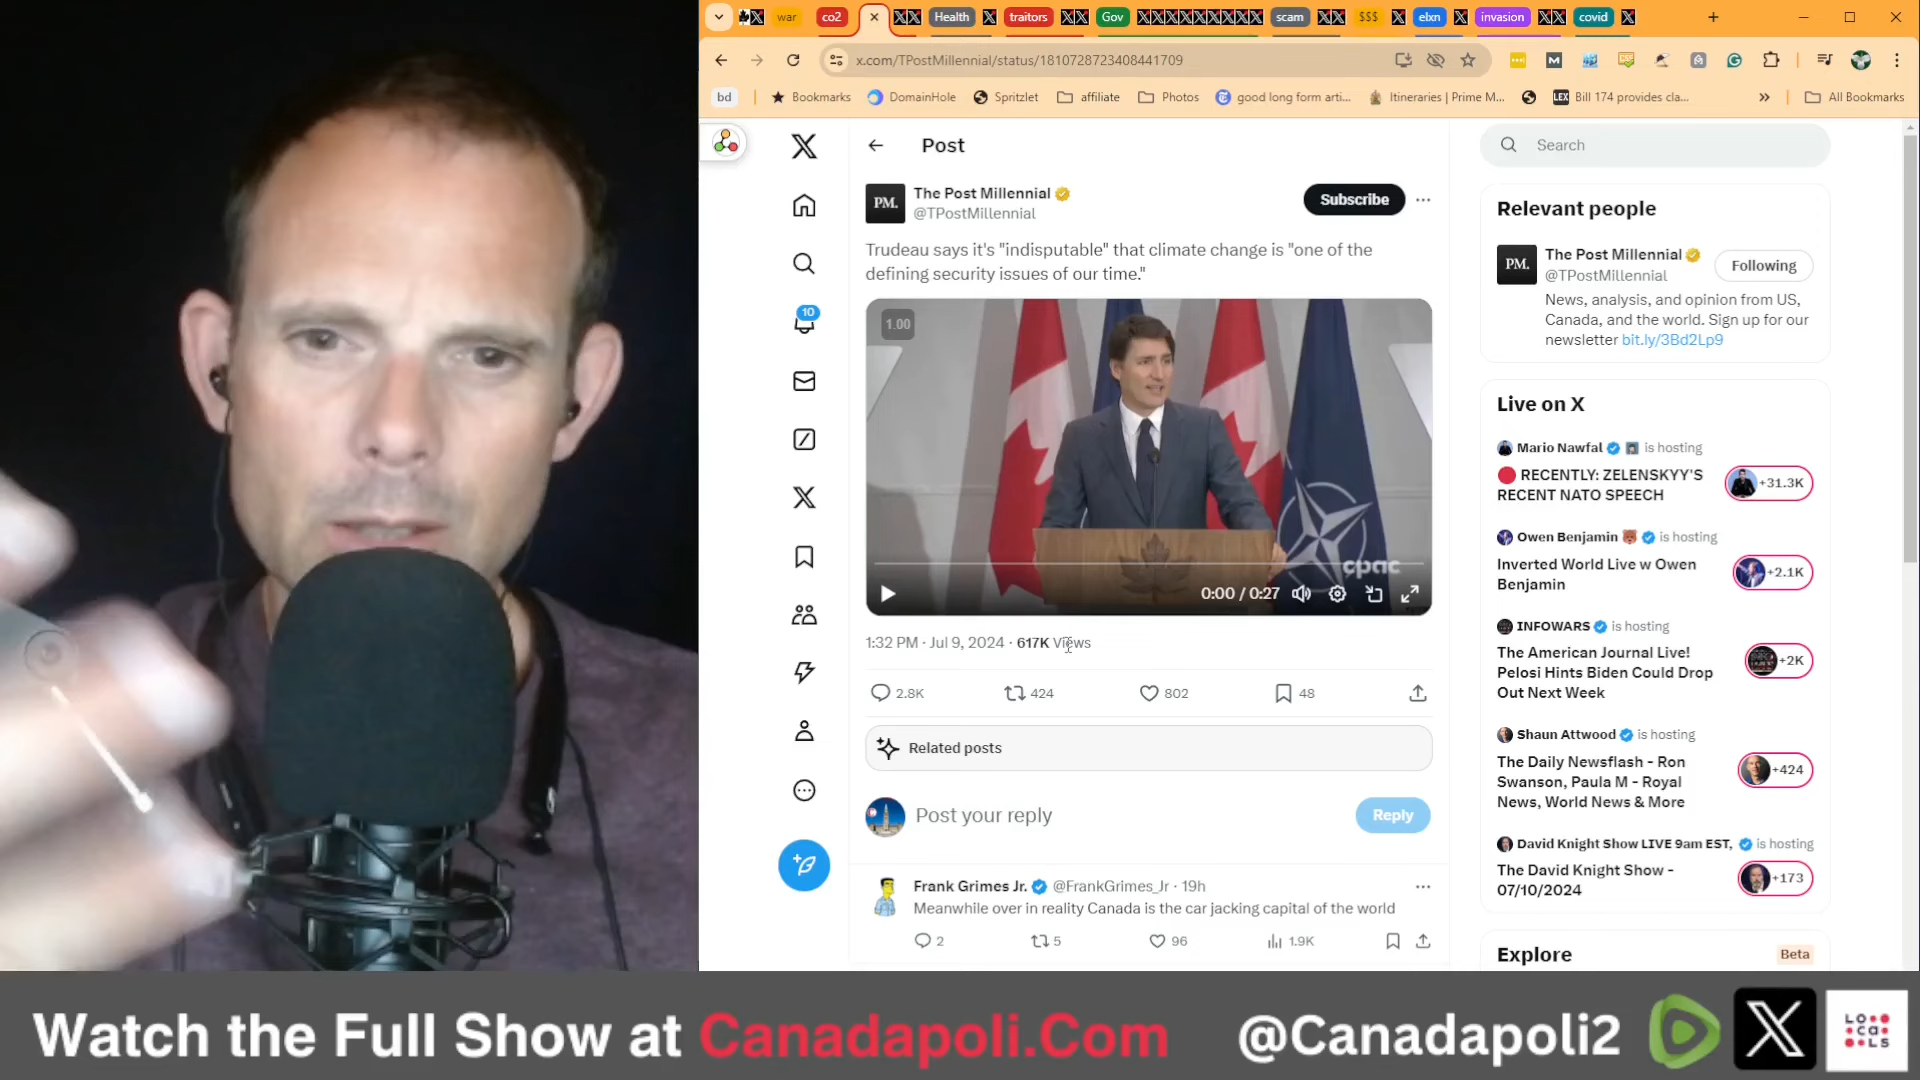 war
co2
Health
traitors
Gov
scam
$$$
elxn
invasion
covid
x.com/TPostMillennial/status/1810728723408441709
bd
Bookmarks
DomainHole
Spritzlet
affiliate
Photos
good long form arti...
Itineraries | Prime M...
LEX
Bill 174 provides cla...
All Bookmarks
Post
Search
PM.
The Post Millennial
@TPostMillennial
Subscribe
Trudeau says it's "indisputable" that climate change is "one of the
defining security issues of our time."
1.00
cpac
0:00 / 0:27
10
1:32 PM · Jul 9, 2024 · 617K Views
2.8K
424
802
48
Related posts
Post your reply
Reply
Frank Grimes Jr. @FrankGrimes_Jr · 19h
Meanwhile over in reality Canada is the car jacking capital of the world
2
5
96
1.9K
Relevant people
PM.
The Post Millennial
@TPostMillennial
Following
News, analysis, and opinion from US,
Canada, and the world. Sign up for our
newsletter bit.ly/3Bd2Lp9
Live on X
Mario Nawfal is hosting
RECENTLY: ZELENSKYY'S
RECENT NATO SPEECH
+31.3K
Owen Benjamin is hosting
Inverted World Live w Owen
Benjamin
+2.1K
INFOWARS is hosting
The American Journal Live!
Pelosi Hints Biden Could Drop
Out Next Week
+2K
Shaun Attwood is hosting
The Daily Newsflash - Ron
Swanson, Paula M - Royal
News, World News & More
+424
David Knight Show LIVE 9am EST, is hosting
The David Knight Show -
07/10/2024
+173
Explore
Beta
Watch the Full Show at Canadapoli.Com
@Canadapoli2
LO
CA
LS